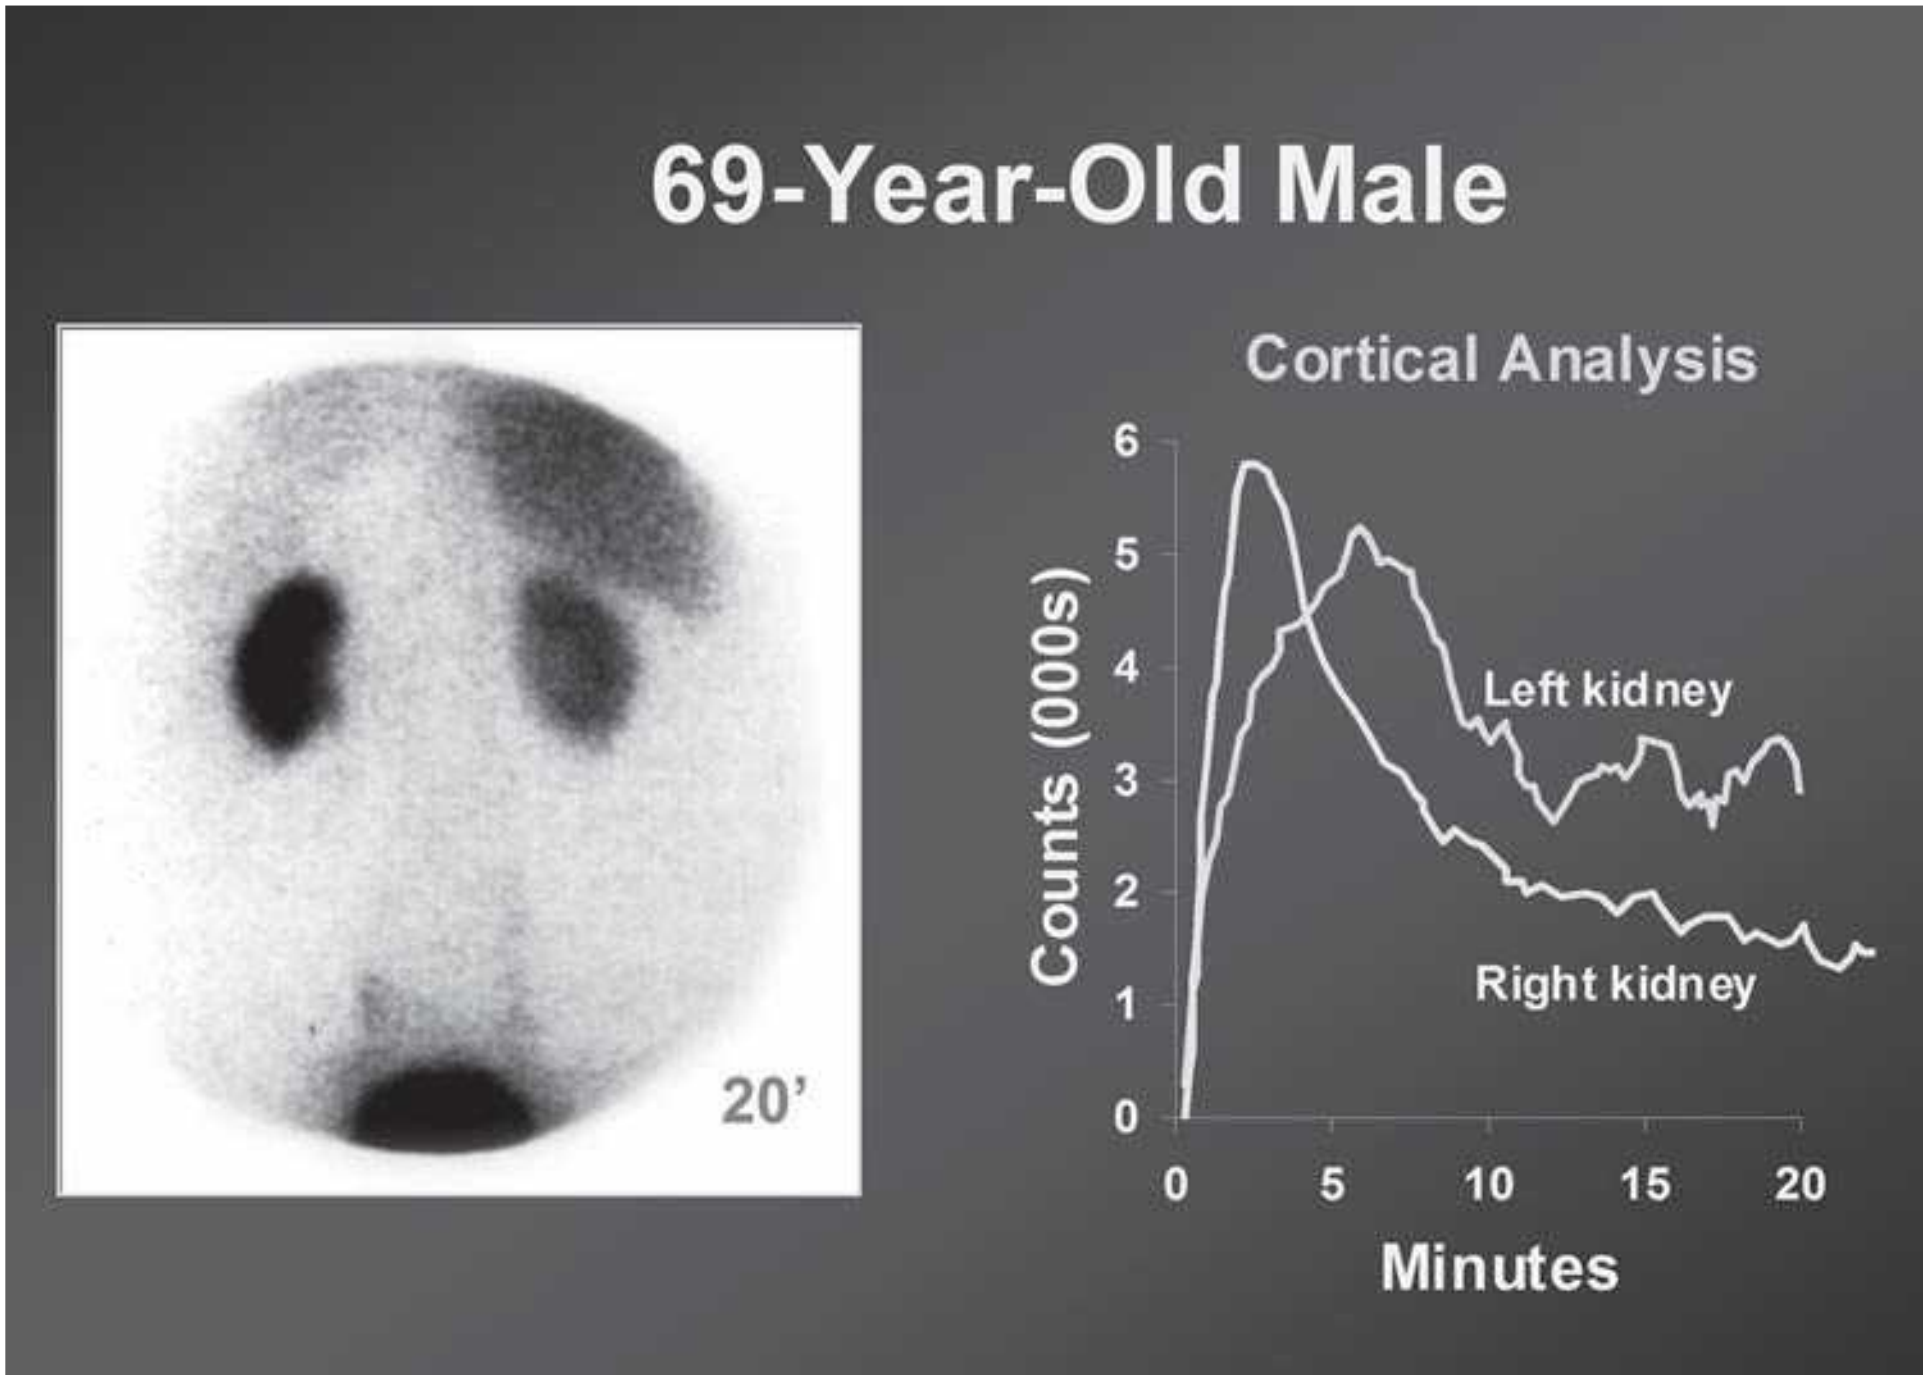 69-Year-Old Male
Cortical Analysis
6
5
4
3
2
1
0
Counts (000s)
Left kidney
Right kidney
0 5 10 15 20
Minutes
20’